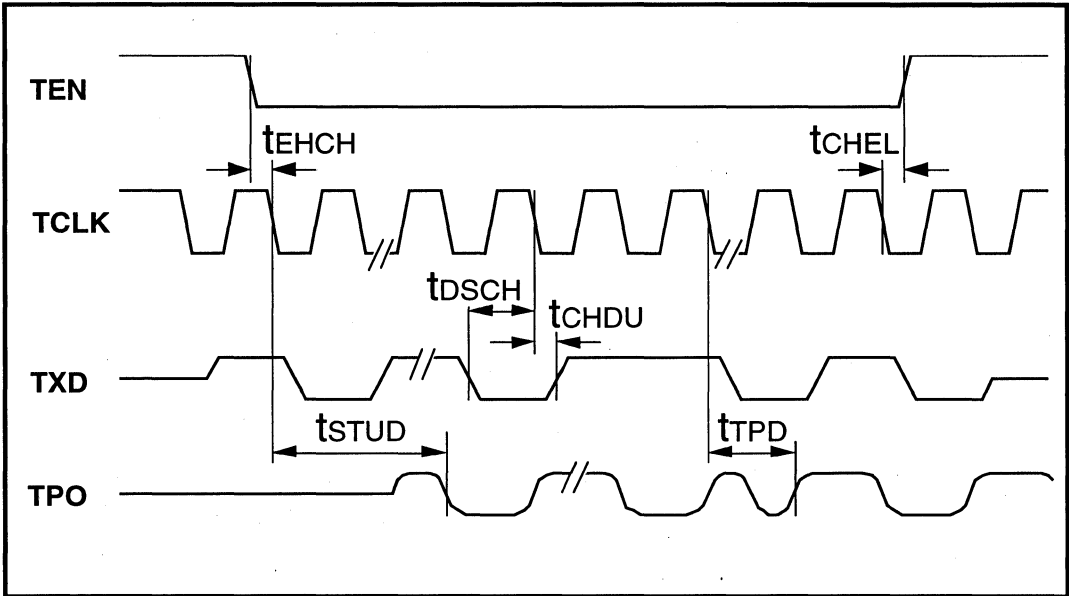 TEN
tEHCH
tCHEL
TCLK
tDSCH
tCHDU
TXD
tSTUD
tTPD
TPO